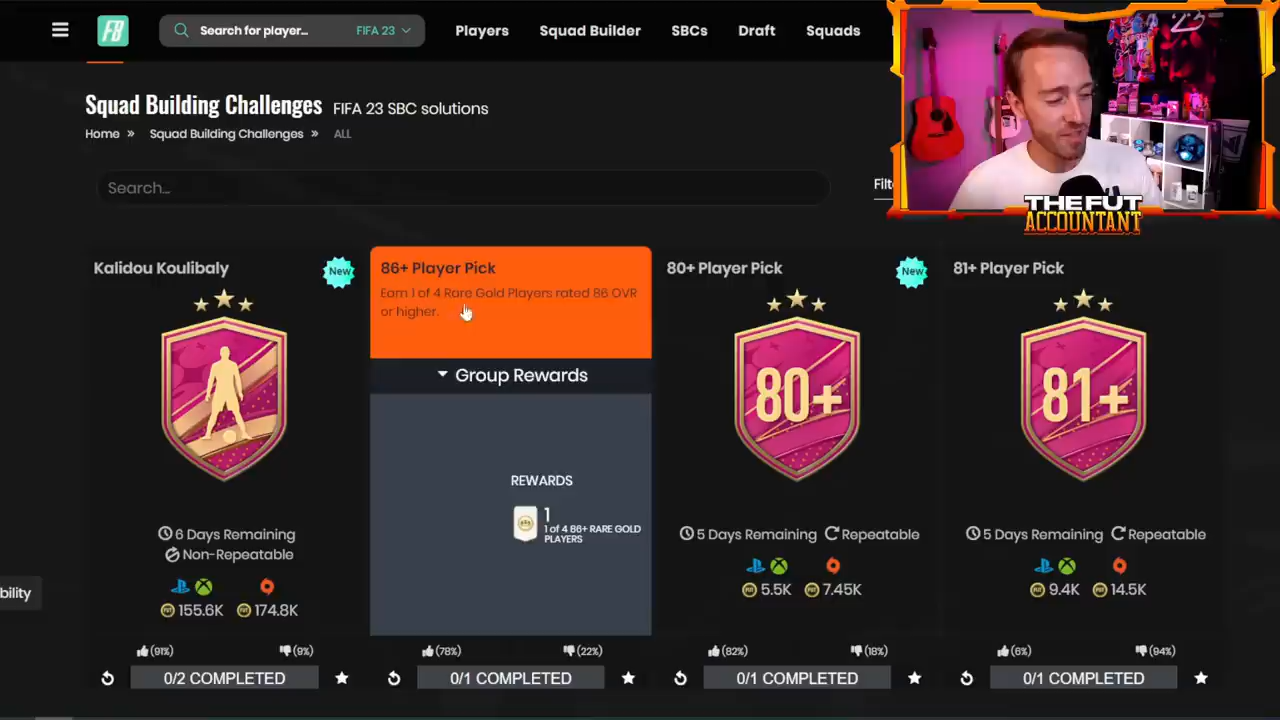 FB
Search for player...
FIFA 23
Players
Squad Builder
SBCs
Draft
Squads
Squad Building Challenges
FIFA 23 SBC solutions
Home » Squad Building Challenges » ALL
Search...
THE FUT
ACCOUNTANT
Kalidou Koulibaly
New
6 Days Remaining
Non-Repeatable
155.6K
174.8K
(91%)
(9%)
0/2 COMPLETED
86+ Player Pick
Earn 1 of 4 Rare Gold Players rated 86 OVR
or higher.
Group Rewards
REWARDS
1
1 of 4 86+ RARE GOLD
PLAYERS
(78%)
(22%)
0/1 COMPLETED
80+ Player Pick
New
80+
5 Days Remaining
Repeatable
5.5K
7.45K
(82%)
(18%)
0/1 COMPLETED
81+ Player Pick
81+
5 Days Remaining
Repeatable
9.4K
14.5K
(6%)
(94%)
0/1 COMPLETED
bility